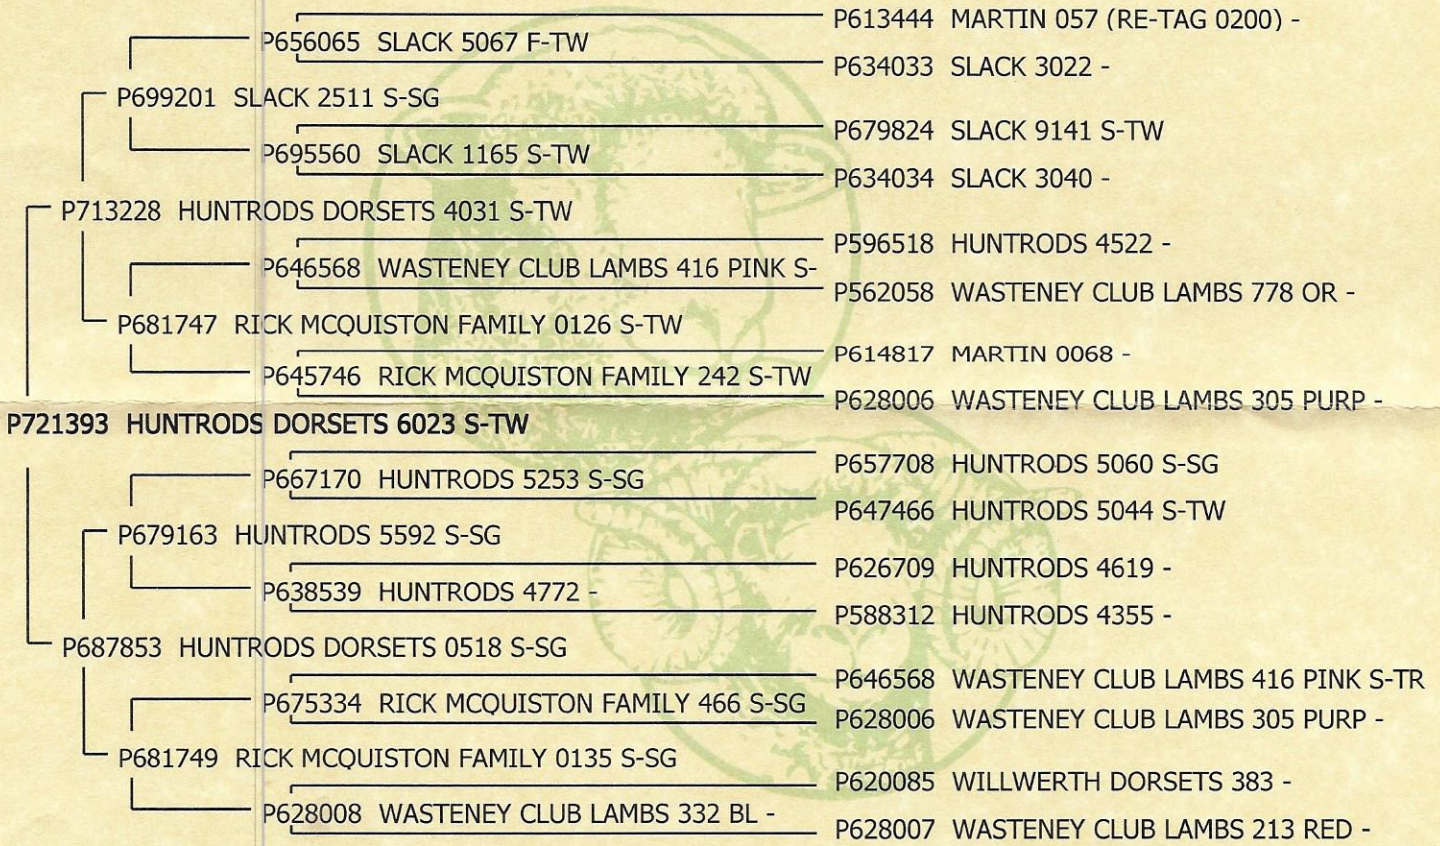 P613444 MARTIN 057 (RE-TAG 0200) -
P656065 SLACK 5067 F-TW
P634033 SLACK 3022 -
P699201 SLACK 2511 S-SG
P679824 SLACK 9141 S-TW
P695560 SLACK 1165 S-TW
P634034 SLACK 3040 -
P713228 HUNTRODS DORSETS 4031 S-TW
P596518 HUNTRODS 4522 -
P646568 WASTENEY CLUB LAMBS 416 PINK S-
P562058 WASTENEY CLUB LAMBS 778 OR -
P681747 RICK MCQUISTON FAMILY 0126 S-TW
P614817 MARTIN 0068 -
P645746 RICK MCQUISTON FAMILY 242 S-TW
P628006 WASTENEY CLUB LAMBS 305 PURP -
P721393 HUNTRODS DORSETS 6023 S-TW
P657708 HUNTRODS 5060 S-SG
P667170 HUNTRODS 5253 S-SG
P647466 HUNTRODS 5044 S-TW
P679163 HUNTRODS 5592 S-SG
P626709 HUNTRODS 4619 -
P638539 HUNTRODS 4772 -
P588312 HUNTRODS 4355 -
P687853 HUNTRODS DORSETS 0518 S-SG
P646568 WASTENEY CLUB LAMBS 416 PINK S-TR
P675334 RICK MCQUISTON FAMILY 466 S-SG
P628006 WASTENEY CLUB LAMBS 305 PURP -
P681749 RICK MCQUISTON FAMILY 0135 S-SG
P620085 WILLWERTH DORSETS 383 -
P628008 WASTENEY CLUB LAMBS 332 BL -
P628007 WASTENEY CLUB LAMBS 213 RED -